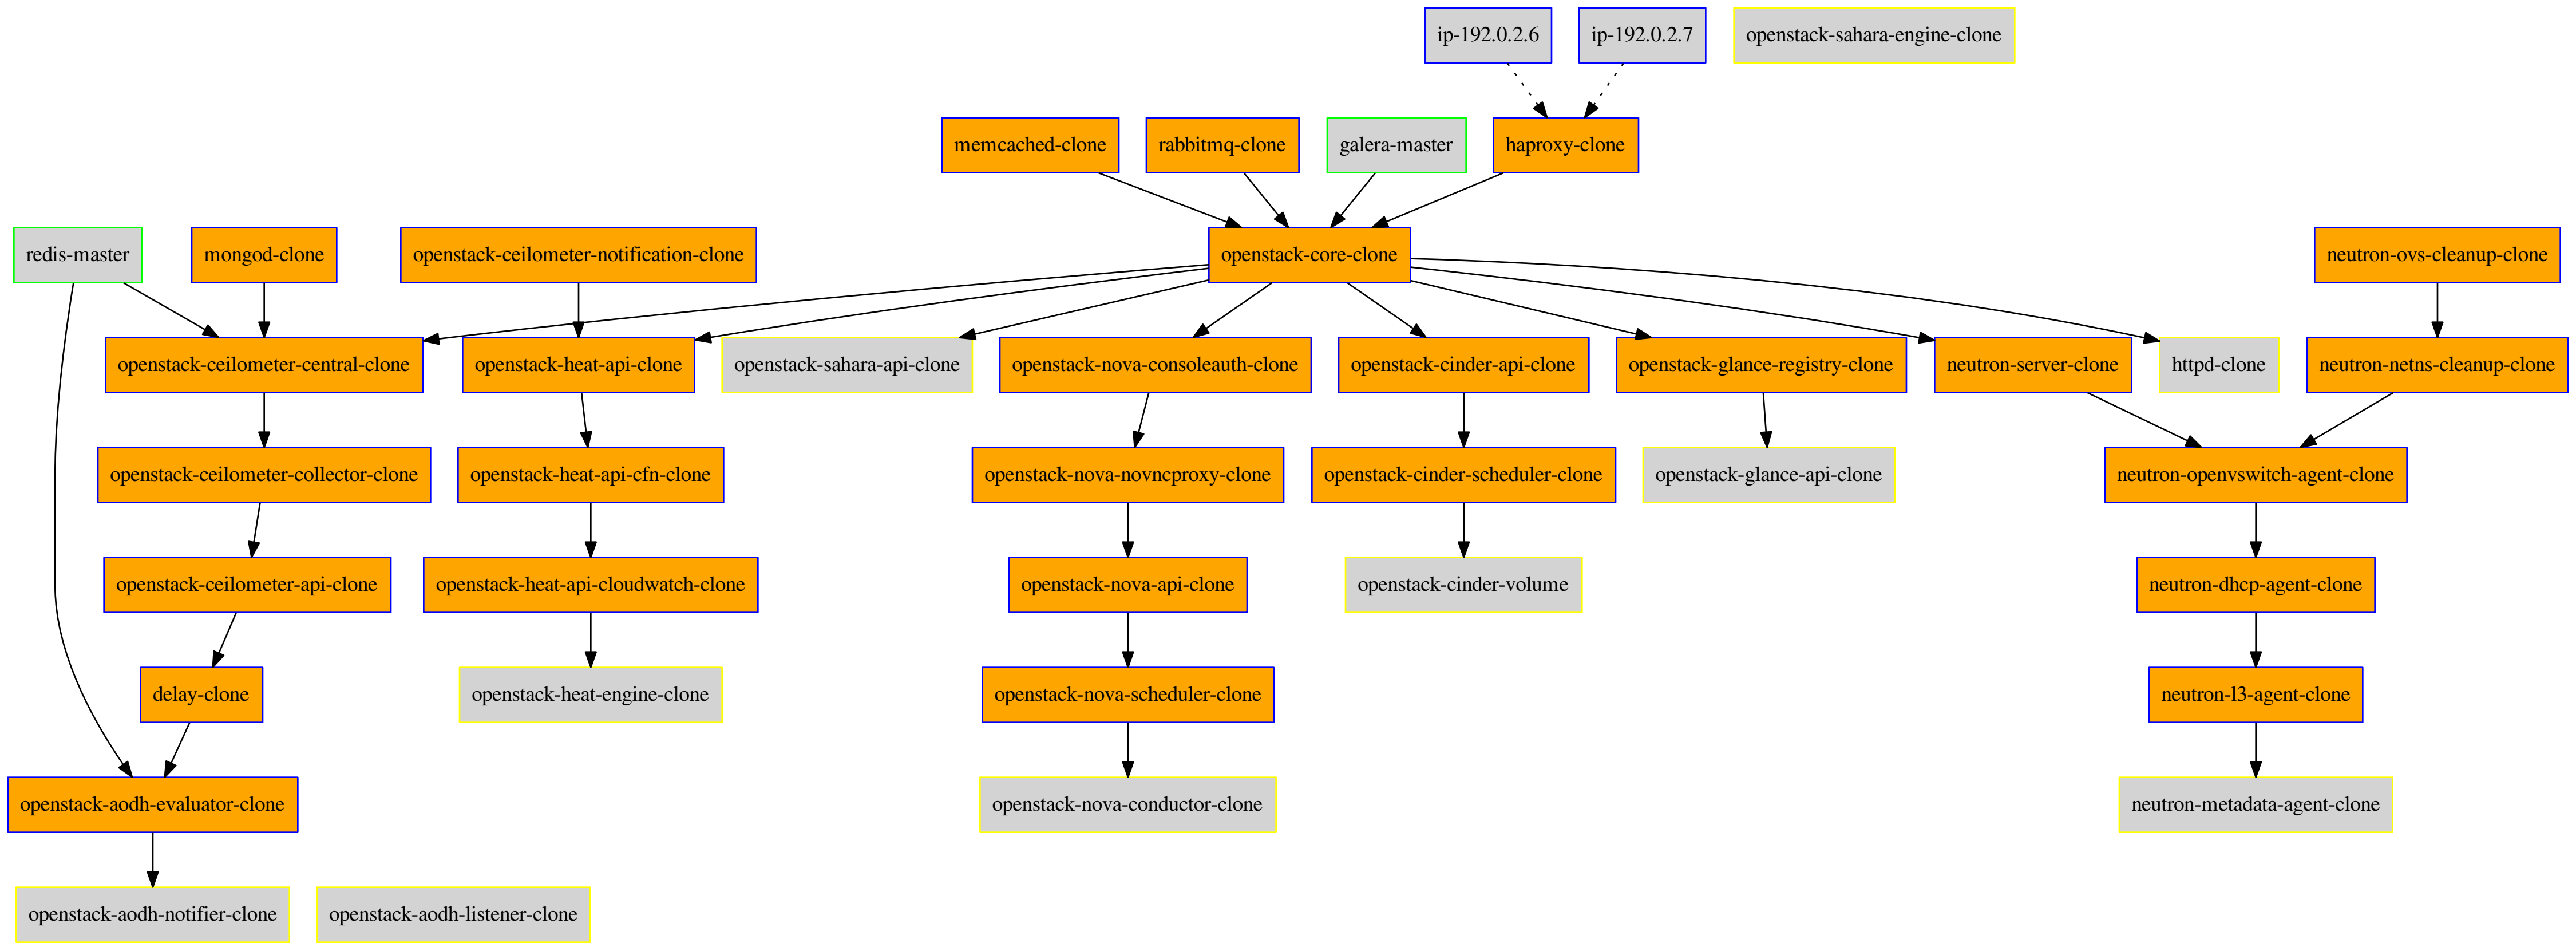 ip-192.0.2.6
ip-192.0.2.7
openstack-sahara-engine-clone
memcached-clone
rabbitmq-clone
galera-master
haproxy-clone
redis-master
mongod-clone
openstack-ceilometer-notification-clone
openstack-core-clone
neutron-ovs-cleanup-clone
openstack-ceilometer-central-clone
openstack-heat-api-clone
openstack-sahara-api-clone
openstack-nova-consoleauth-clone
openstack-cinder-api-clone
openstack-glance-registry-clone
neutron-server-clone
httpd-clone
neutron-netns-cleanup-clone
openstack-ceilometer-collector-clone
openstack-heat-api-cfn-clone
openstack-nova-novncproxy-clone
openstack-cinder-scheduler-clone
openstack-glance-api-clone
neutron-openvswitch-agent-clone
openstack-ceilometer-api-clone
openstack-heat-api-cloudwatch-clone
openstack-nova-api-clone
openstack-cinder-volume
neutron-dhcp-agent-clone
delay-clone
openstack-heat-engine-clone
openstack-nova-scheduler-clone
neutron-l3-agent-clone
openstack-aodh-evaluator-clone
openstack-nova-conductor-clone
neutron-metadata-agent-clone
openstack-aodh-notifier-clone
openstack-aodh-listener-clone